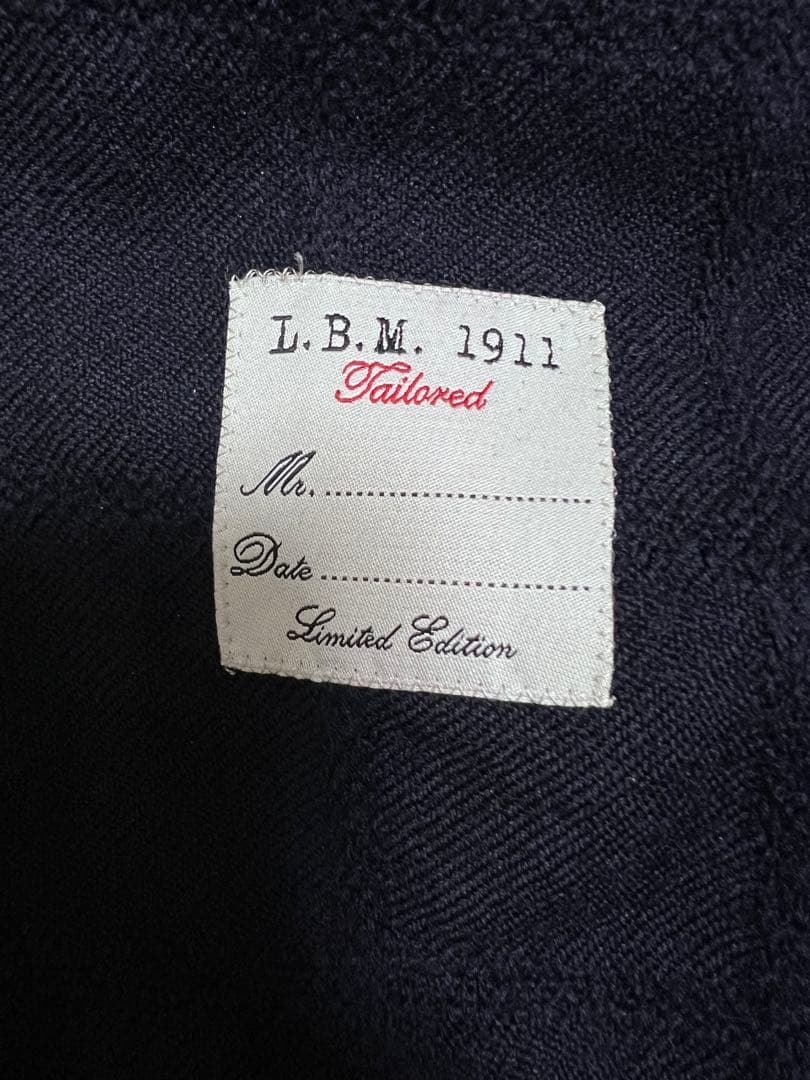 L.B.M. 1911
Tailored
Mr. ........................................
Date ........................................
Limited Edition